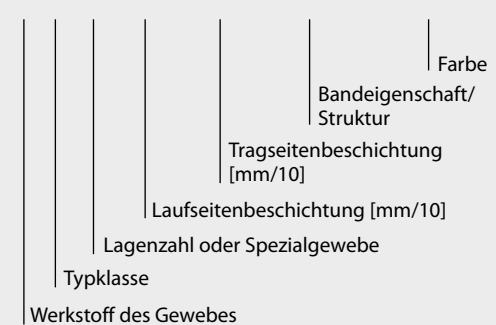 Farbe
Bandeigenschaft/
Struktur
Tragseitenbeschichtung
[mm/10]
Laufseitenbeschichtung [mm/10]
Lagenzahl oder Spezialgewebe
Typklasse
Werkstoff des Gewebes